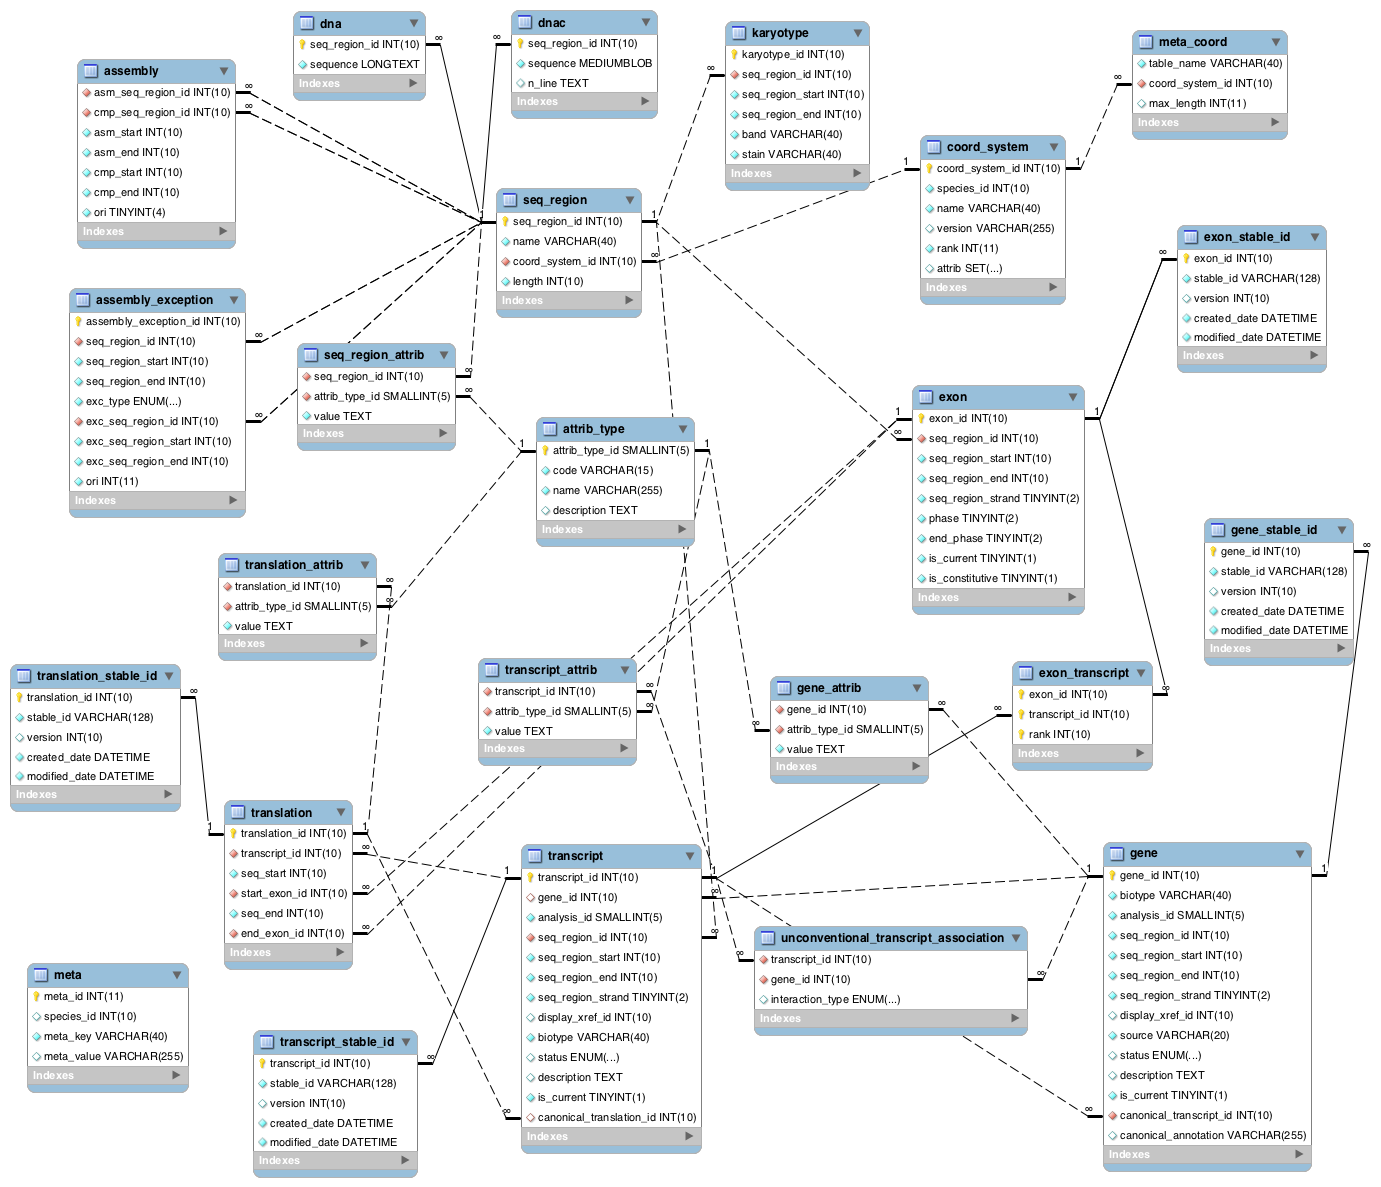 dna
seq_region_id INT(10)
sequence LONGTEXT
Indexes
dnac
seq_region_id INT(10)
sequence MEDIUMBLOB
n_line TEXT
Indexes
karyotype
karyotype_id INT(10)
seq_region_id INT(10)
seq_region_start INT(10)
seq_region_end INT(10)
band VARCHAR(40)
stain VARCHAR(40)
Indexes
meta_coord
table_name VARCHAR(40)
coord_system_id INT(10)
max_length INT(11)
Indexes
assembly
asm_seq_region_id INT(10)
cmp_seq_region_id INT(10)
asm_start INT(10)
asm_end INT(10)
cmp_start INT(10)
cmp_end INT(10)
ori TINYINT(4)
Indexes
coord_system
coord_system_id INT(10)
species_id INT(10)
name VARCHAR(40)
version VARCHAR(255)
rank INT(11)
attrib SET(...)
Indexes
seq_region
seq_region_id INT(10)
name VARCHAR(40)
coord_system_id INT(10)
length INT(10)
Indexes
exon_stable_id
exon_id INT(10)
stable_id VARCHAR(128)
version INT(10)
created_date DATETIME
modified_date DATETIME
Indexes
assembly_exception
assembly_exception_id INT(10)
seq_region_id INT(10)
seq_region_start INT(10)
seq_region_end INT(10)
exc_type ENUM(...)
exc_seq_region_id INT(10)
exc_seq_region_start INT(10)
exc_seq_region_end INT(10)
ori INT(11)
Indexes
seq_region_attrib
seq_region_id INT(10)
attrib_type_id SMALLINT(5)
value TEXT
Indexes
attrib_type
attrib_type_id SMALLINT(5)
code VARCHAR(15)
name VARCHAR(255)
description TEXT
Indexes
exon
exon_id INT(10)
seq_region_id INT(10)
seq_region_start INT(10)
seq_region_end INT(10)
seq_region_strand TINYINT(2)
phase TINYINT(2)
end_phase TINYINT(2)
is_current TINYINT(1)
is_constitutive TINYINT(1)
Indexes
gene_stable_id
gene_id INT(10)
stable_id VARCHAR(128)
version INT(10)
created_date DATETIME
modified_date DATETIME
Indexes
translation_attrib
translation_id INT(10)
attrib_type_id SMALLINT(5)
value TEXT
Indexes
translation_stable_id
translation_id INT(10)
stable_id VARCHAR(128)
version INT(10)
created_date DATETIME
modified_date DATETIME
Indexes
transcript_attrib
transcript_id INT(10)
attrib_type_id SMALLINT(5)
value TEXT
Indexes
gene_attrib
gene_id INT(10)
attrib_type_id SMALLINT(5)
value TEXT
Indexes
exon_transcript
exon_id INT(10)
transcript_id INT(10)
rank INT(10)
Indexes
translation
translation_id INT(10)
transcript_id INT(10)
seq_start INT(10)
start_exon_id INT(10)
seq_end INT(10)
end_exon_id INT(10)
Indexes
transcript
transcript_id INT(10)
gene_id INT(10)
analysis_id SMALLINT(5)
seq_region_id INT(10)
seq_region_start INT(10)
seq_region_end INT(10)
seq_region_strand TINYINT(2)
display_xref_id INT(10)
biotype VARCHAR(40)
status ENUM(...)
description TEXT
is_current TINYINT(1)
canonical_translation_id INT(10)
Indexes
gene
gene_id INT(10)
biotype VARCHAR(40)
analysis_id SMALLINT(5)
seq_region_id INT(10)
seq_region_start INT(10)
seq_region_end INT(10)
seq_region_strand TINYINT(2)
display_xref_id INT(10)
source VARCHAR(20)
status ENUM(...)
description TEXT
is_current TINYINT(1)
canonical_transcript_id INT(10)
canonical_annotation VARCHAR(255)
Indexes
unconventional_transcript_association
transcript_id INT(10)
gene_id INT(10)
interaction_type ENUM(...)
Indexes
meta
meta_id INT(11)
species_id INT(10)
meta_key VARCHAR(40)
meta_value VARCHAR(255)
Indexes
transcript_stable_id
transcript_id INT(10)
stable_id VARCHAR(128)
version INT(10)
created_date DATETIME
modified_date DATETIME
Indexes